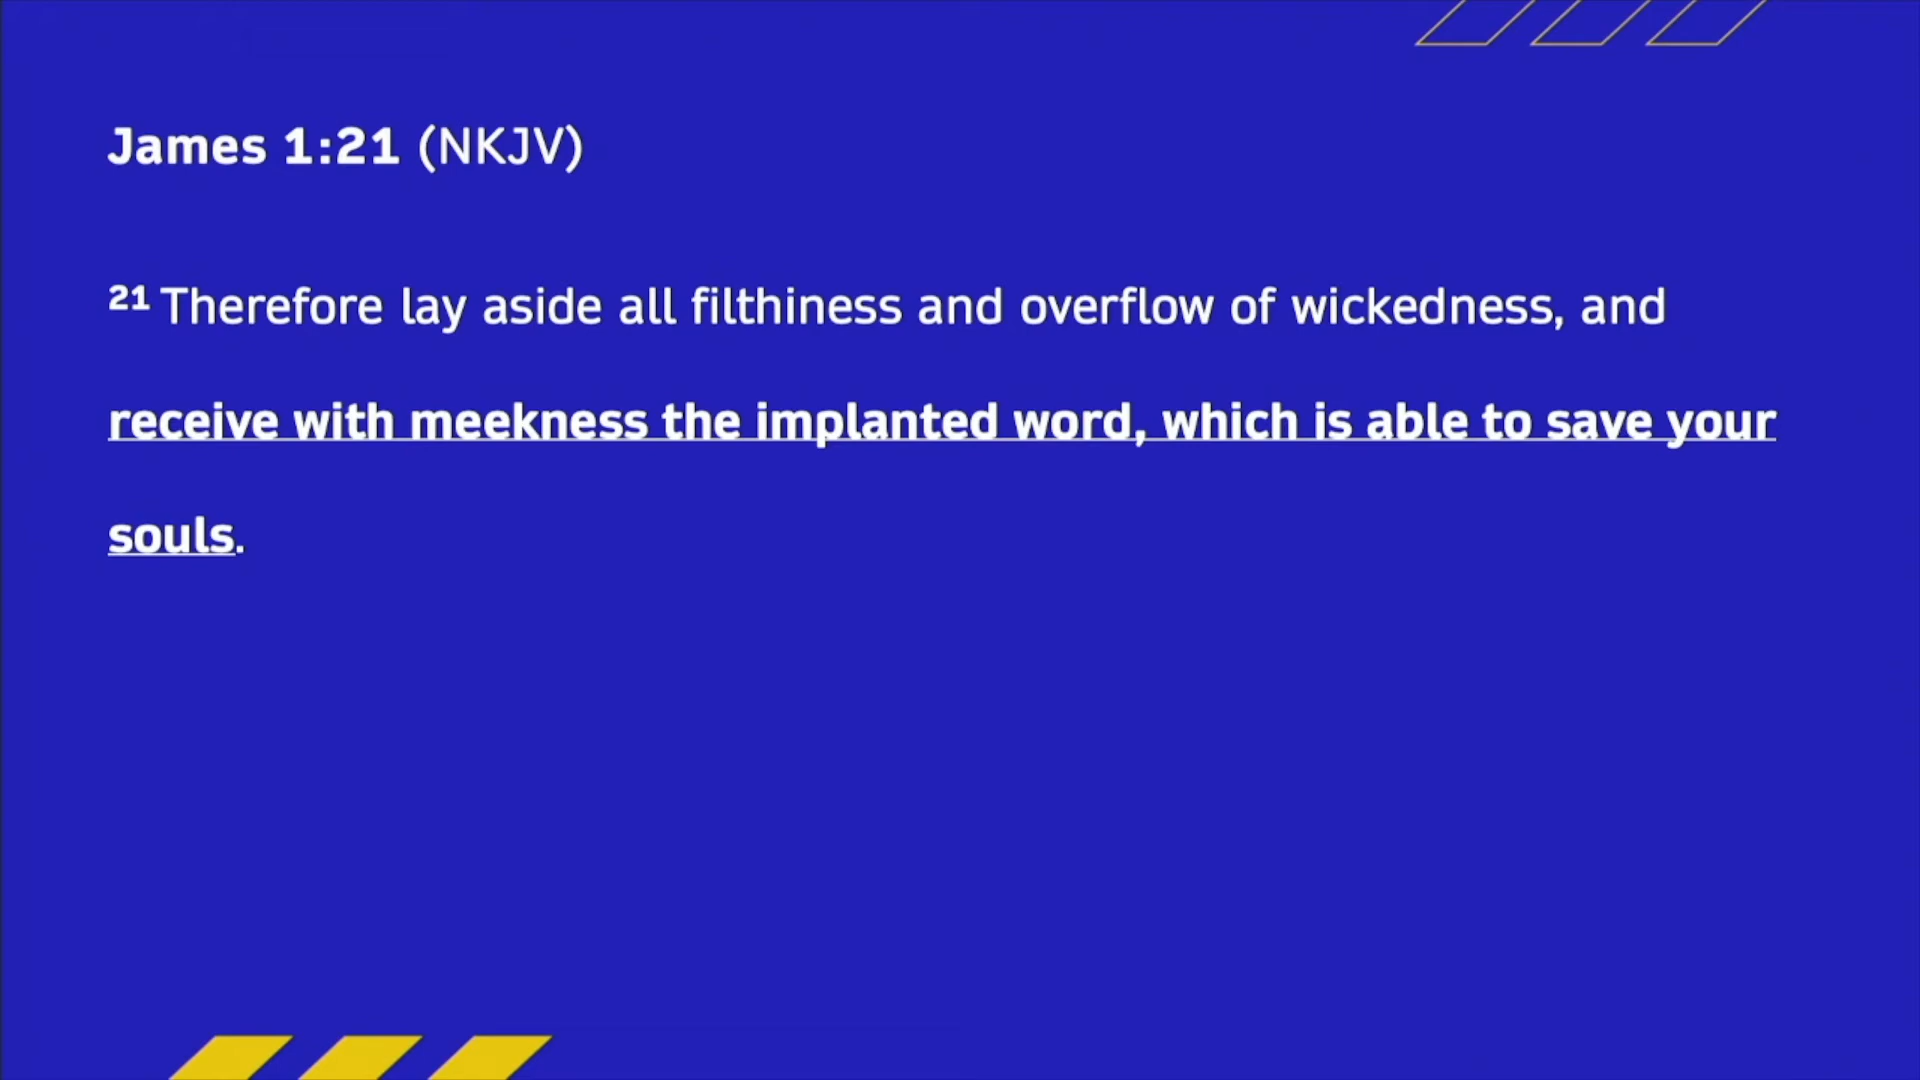 James 1:21 (NKJV)
21 Therefore lay aside all filthiness and overflow of wickedness, and
receive with meekness the implanted word, which is able to save your
souls.